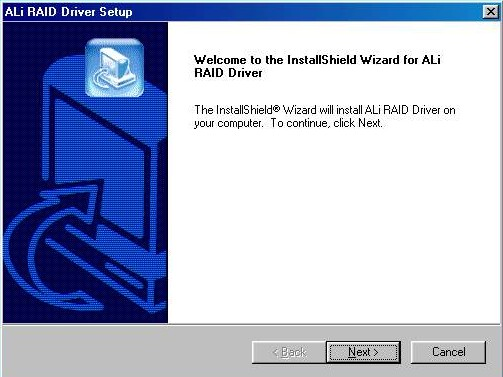 ALi RAID Driver Setup
Welcome to the InstallShield Wizard for ALi
RAID Driver
The InstallShield® Wizard will install ALi RAID Driver on
your computer.  To continue, click Next.
< Back
Next >
Cancel